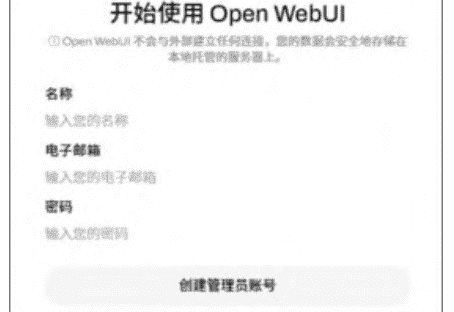 开始使用 Open WebUI
ⓘ Open WebUI 不会与外部建立任何连接，您的数据会安全地存储在
本地托管的服务器上。
名称
输入您的名称
电子邮箱
输入您的电子邮箱
密码
输入您的密码
创建管理员账号